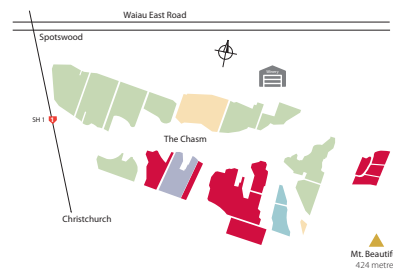 Waiau East Road
Spotswood
Winery
SH 1
The Chasm
Christchurch
Mt. Beautif
424 metre